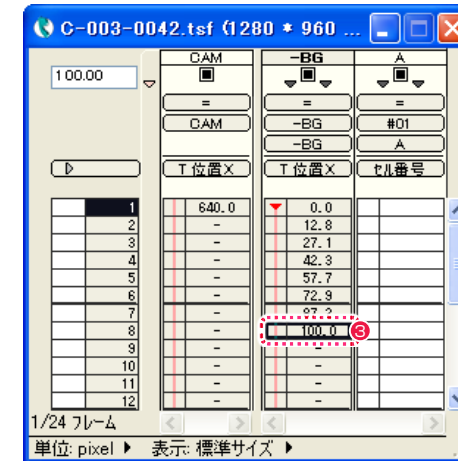 C-003-0042.tsf (1280 * 960 ...
CAM -BG A
100.00
= = =
CAM -BG #01
-BG A
T 位置X T 位置X セル番号
1 640.0 0.0
2 - 12.8
3 - 27.1
4 - 42.3
5 - 57.7
6 - 72.9
7 - 87.2
8 - 100.0 3
9 - -
10 - -
11 - -
12 - -
1/24 フレーム
単位: pixel 表示: 標準サイズ